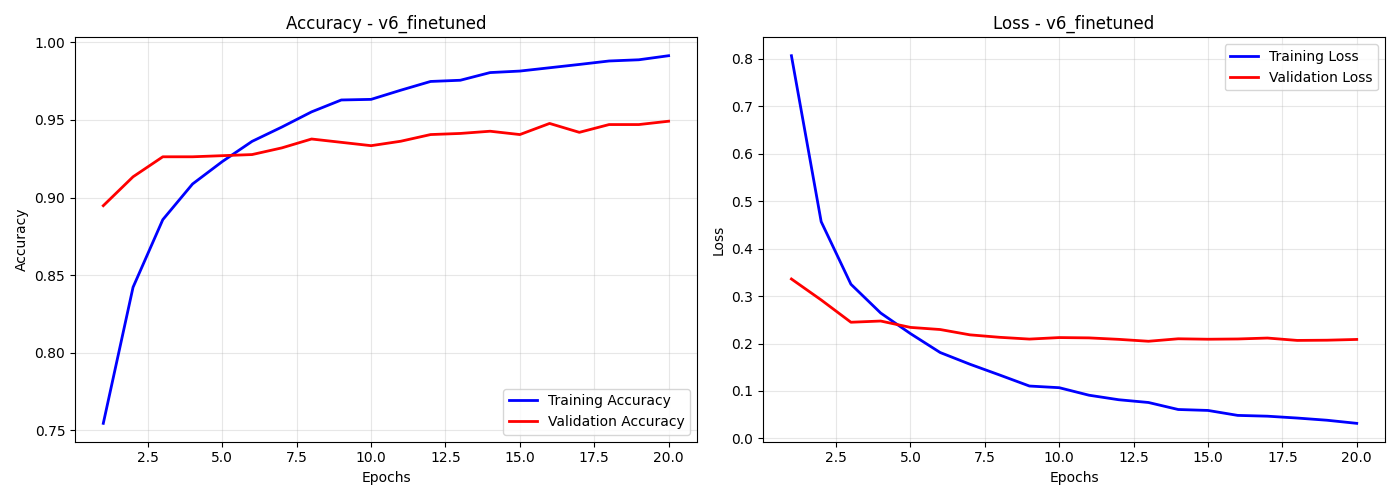 Accuracy - v6_finetuned
1.00
0.95
0.90
0.85
0.80
0.75
Accuracy
Training Accuracy
Validation Accuracy
2.5 5.0 7.5 10.0 12.5 15.0 17.5 20.0
Epochs
Loss - v6_finetuned
Training Loss
Validation Loss
0.8
0.7
0.6
0.5
0.4
0.3
0.2
0.1
0.0
Loss
2.5 5.0 7.5 10.0 12.5 15.0 17.5 20.0
Epochs